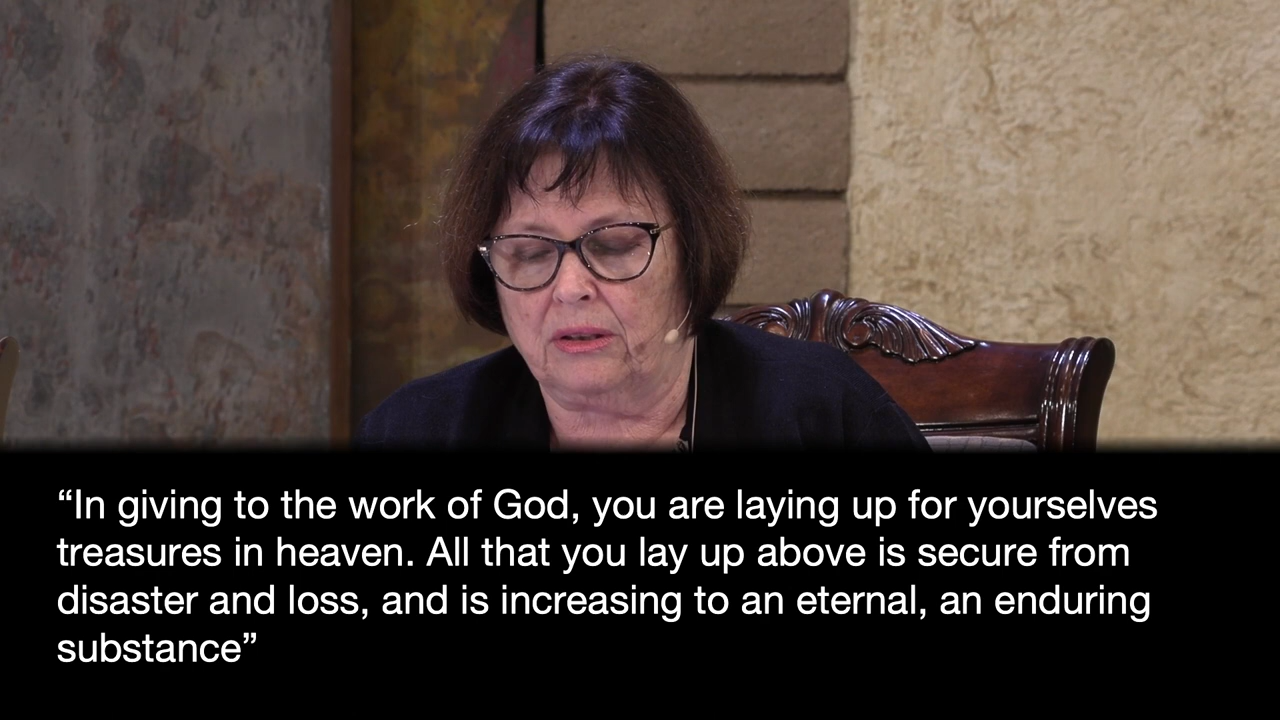 “In giving to the work of God, you are laying up for yourselves
treasures in heaven. All that you lay up above is secure from
disaster and loss, and is increasing to an eternal, an enduring
substance”